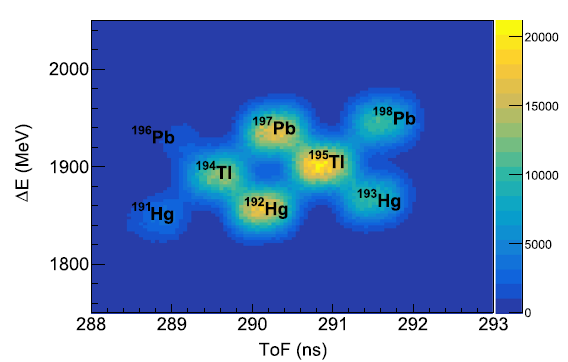 20000
2000
198Pb
197Pb
196Pb
15000
195Tl
194Tl
1900
10000
193Hg
192Hg
191Hg
5000
1800
0
288
289
290
291
292
293
ToF (ns)
ΔE (MeV)